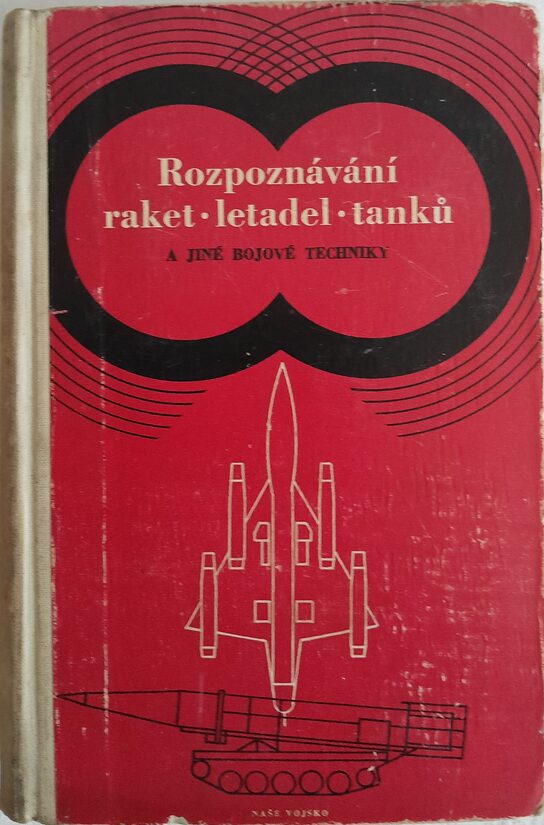 Rozpoznávání
raket · letadel · tanků
A JINÉ BOJOVÉ TECHNIKY
NAŠE VOJSKO